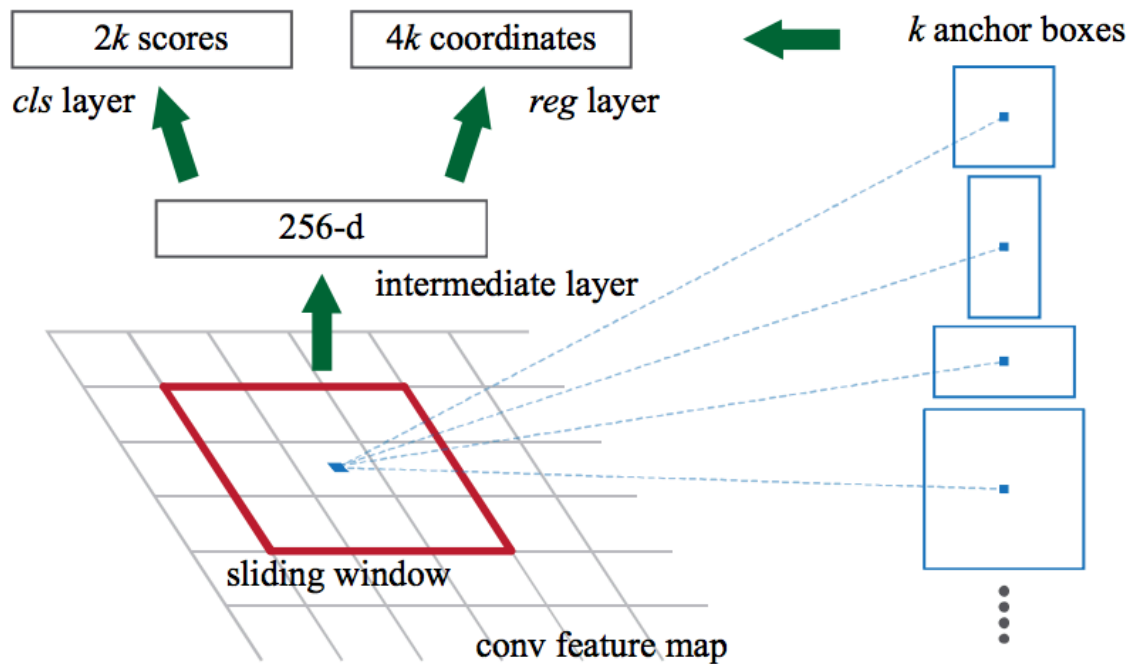 2k scores
4k coordinates
k anchor boxes
cls layer
reg layer
256-d
intermediate layer
sliding window
conv feature map